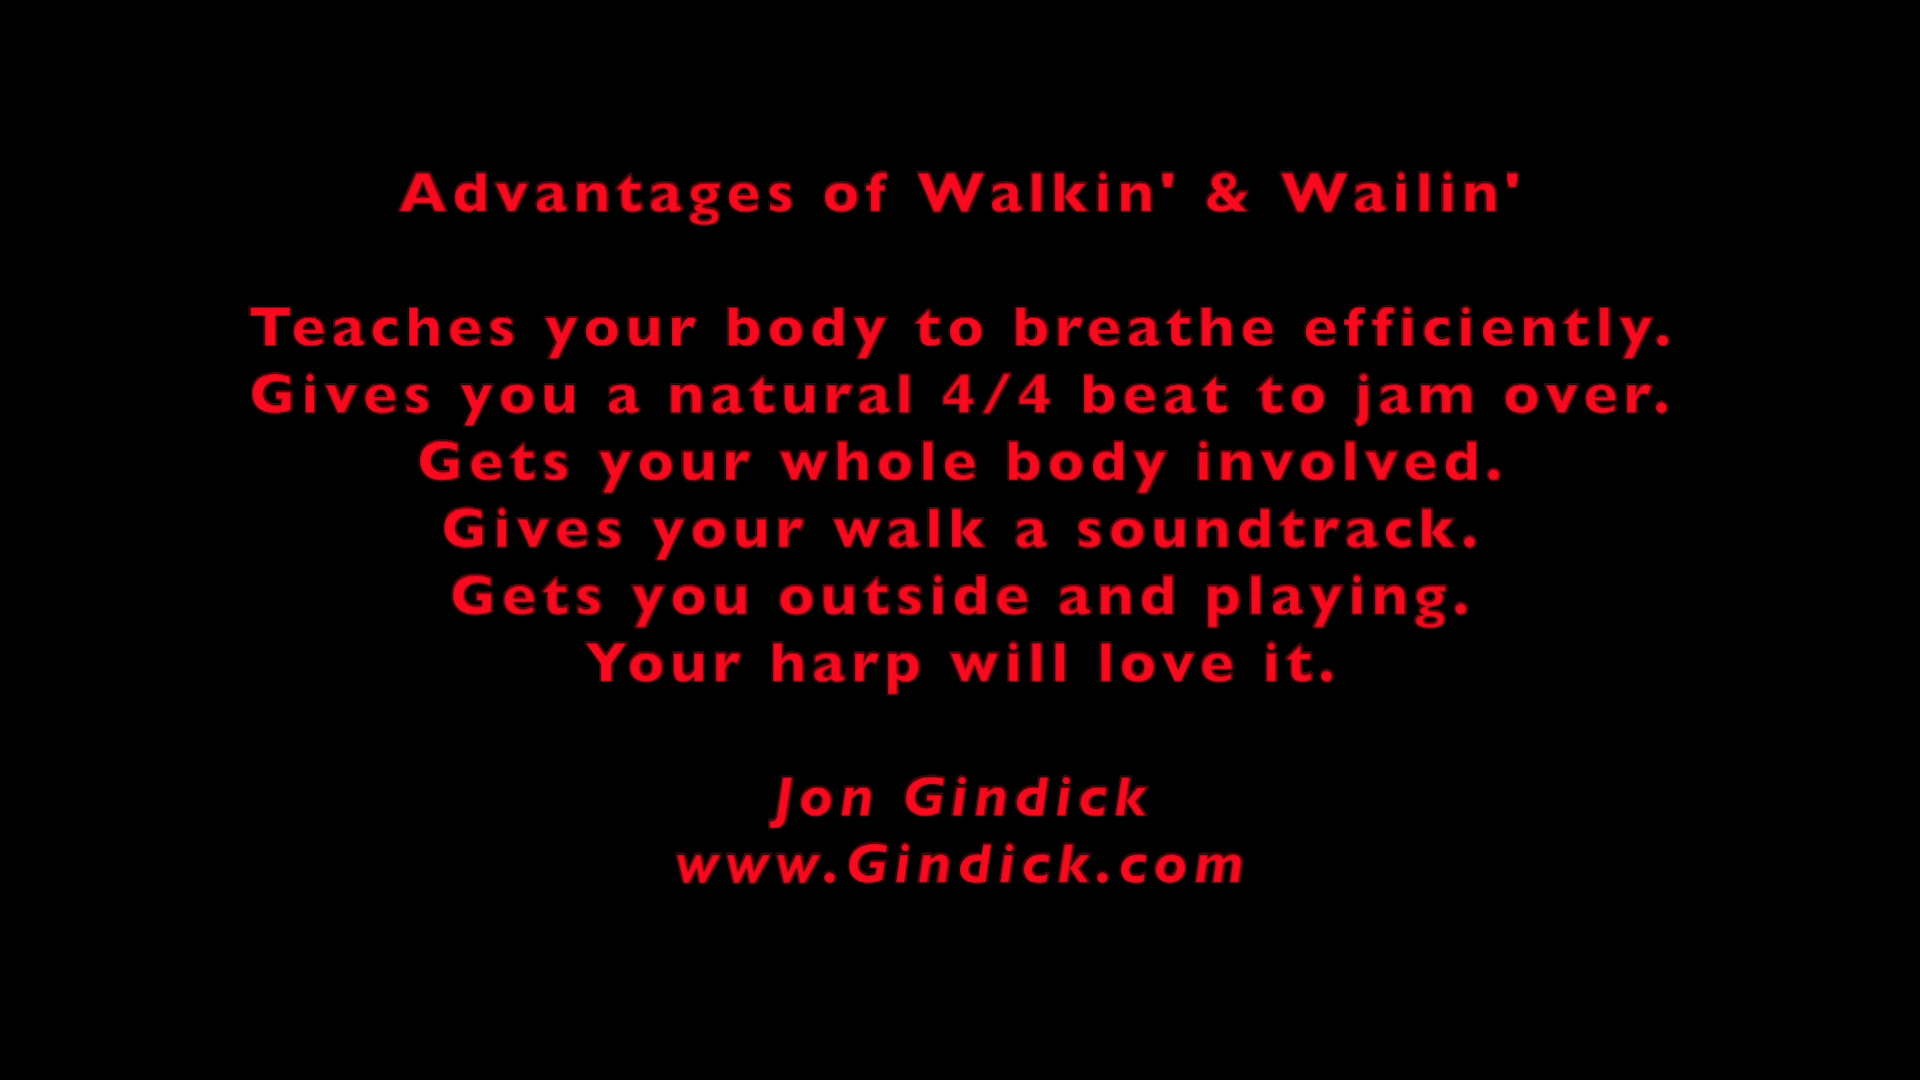 Advantages of Walkin' & Wailin'
Teaches your body to breathe efficiently.
Gives you a natural 4/4 beat to jam over.
Gets your whole body involved.
Gives your walk a soundtrack.
Gets you outside and playing.
Your harp will love it.
Jon Gindick
www.Gindick.com